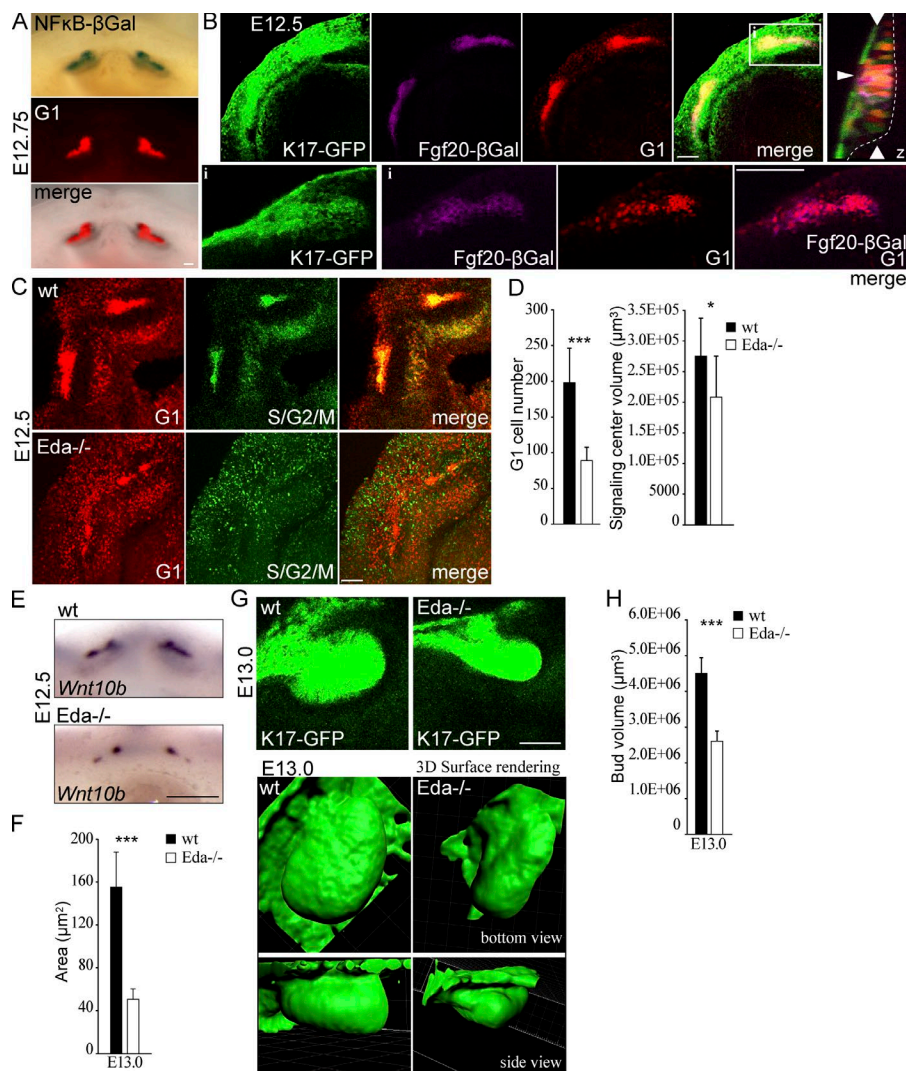 A
NFκB-βGal
G1
merge
E12.75
B
E12.5
K17-GFP
Fgf20-βGal
G1
i
merge
z
i
K17-GFP
i
Fgf20-βGal
G1
Fgf20-βGal
G1
merge
C
wt
G1
S/G2/M
merge
E12.5
Eda-/-
G1
S/G2/M
merge
D
G1 cell number
300
250
200
150
100
50
0
***
Signaling center volume (µm³)
3.5E+05
3.0E+05
2.5E+05
2.0E+05
1.5E+05
1.0E+05
5000
0
*
wt
Eda-/-
E
wt
Wnt10b
E12.5
Eda-/-
Wnt10b
F
Area (µm²)
200
160
120
80
40
0
***
E13.0
wt
Eda-/-
G
E13.0
wt
K17-GFP
Eda-/-
K17-GFP
E13.0
3D Surface rendering
wt
Eda-/-
bottom view
side view
H
Bud volume (µm³)
6.0E+06
5.0E+06
4.0E+06
3.0E+06
2.0E+06
1.0E+06
0
***
E13.0
wt
Eda-/-